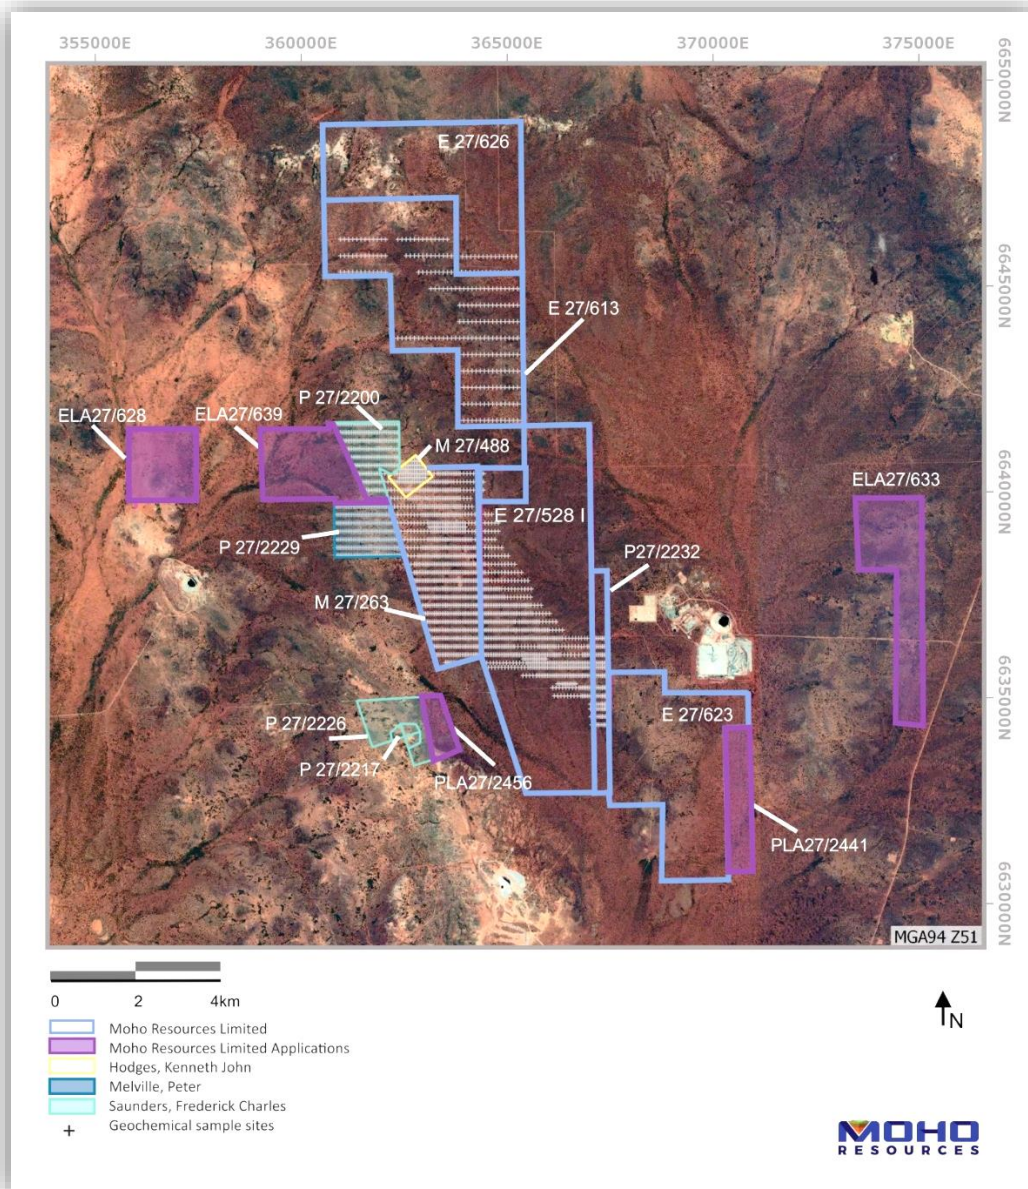 355000E 360000E 365000E 370000E 375000E
6650000N
E 27/626
6645000N
E 27/613
P 27/2200
ELA27/628
ELA27/639
M 27/488
6640000N
ELA27/633
E 27/528 I
P 27/2229
P27/2232
M 27/263
6635000N
E 27/623
P 27/2226
P 27/2217
PLA27/2456
PLA27/2441
6630000N
MGA94 Z51
0 2 4km
N
Moho Resources Limited
Moho Resources Limited Applications
Hodges, Kenneth John
Melville, Peter
Saunders, Frederick Charles
Geochemical sample sites
MOHO
RESOURCES